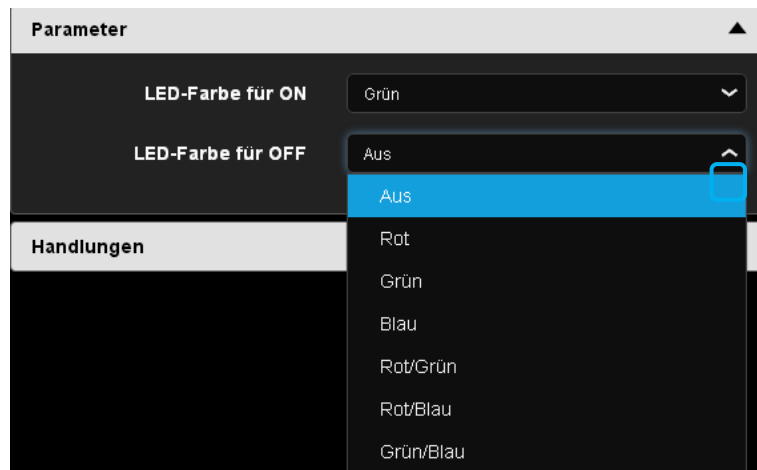 Parameter
LED-Farbe für ON
Grün
LED-Farbe für OFF
Aus
Aus
Handlungen
Rot
Grün
Blau
Rot/Grün
Rot/Blau
Grün/Blau